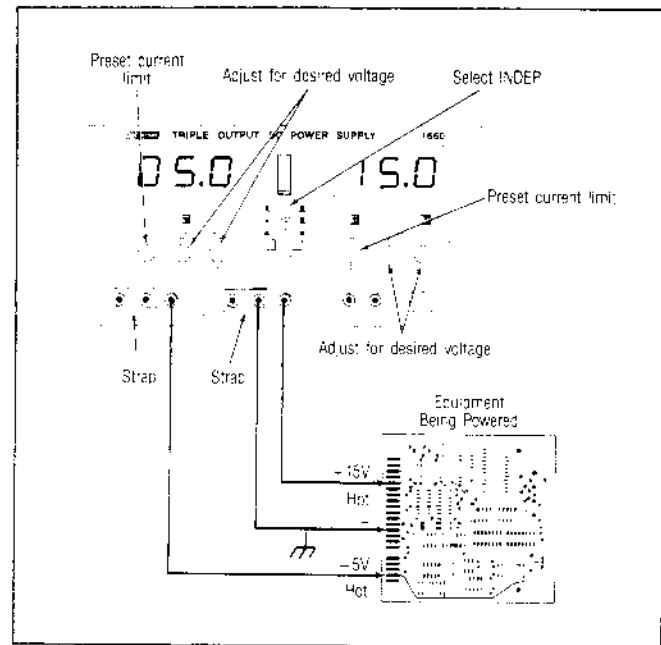 Preset current
limit
Adjust for desired voltage
Select INDEP
TRIPLE OUTPUT DC POWER SUPPLY 1660
05.0 15.0
Preset current limit
Adjust for desired voltage
Strap Strap
Equipment
Being Powered
+15V
Hot
−
−5V
Hot